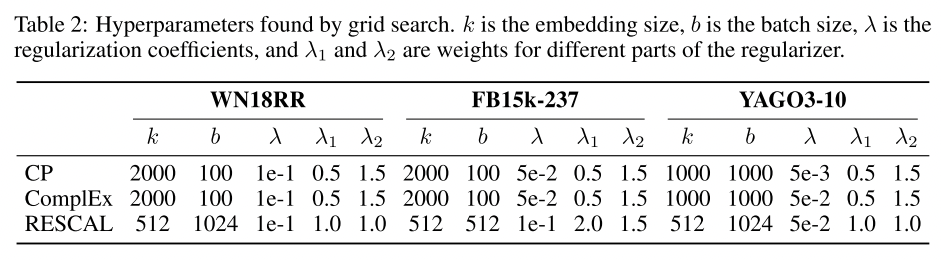 Table 2: Hyperparameters found by grid search. k is the embedding size, b is the batch size, λ is the
regularization coefficients, and λ₁ and λ₂ are weights for different parts of the regularizer.
WN18RR FB15k-237 YAGO3-10
k b λ λ₁ λ₂ k b λ λ₁ λ₂ k b λ λ₁ λ₂
CP 2000 100 1e-1 0.5 1.5 2000 100 5e-2 0.5 1.5 1000 1000 5e-3 0.5 1.5
ComplEx 2000 100 1e-1 0.5 1.5 2000 100 5e-2 0.5 1.5 1000 1000 5e-2 0.5 1.5
RESCAL 512 1024 1e-1 1.0 1.0 512 512 1e-1 2.0 1.5 512 1024 5e-2 1.0 1.0